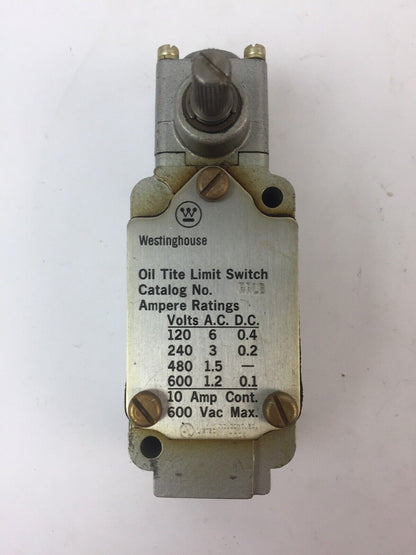 W
Westinghouse
Oil Tite Limit Switch
Catalog No.
Ampere Ratings
Volts A.C. D.C.
120 6 0.4
240 3 0.2
480 1.5 —
600 1.2 0.1
10 Amp Cont.
600 Vac Max.